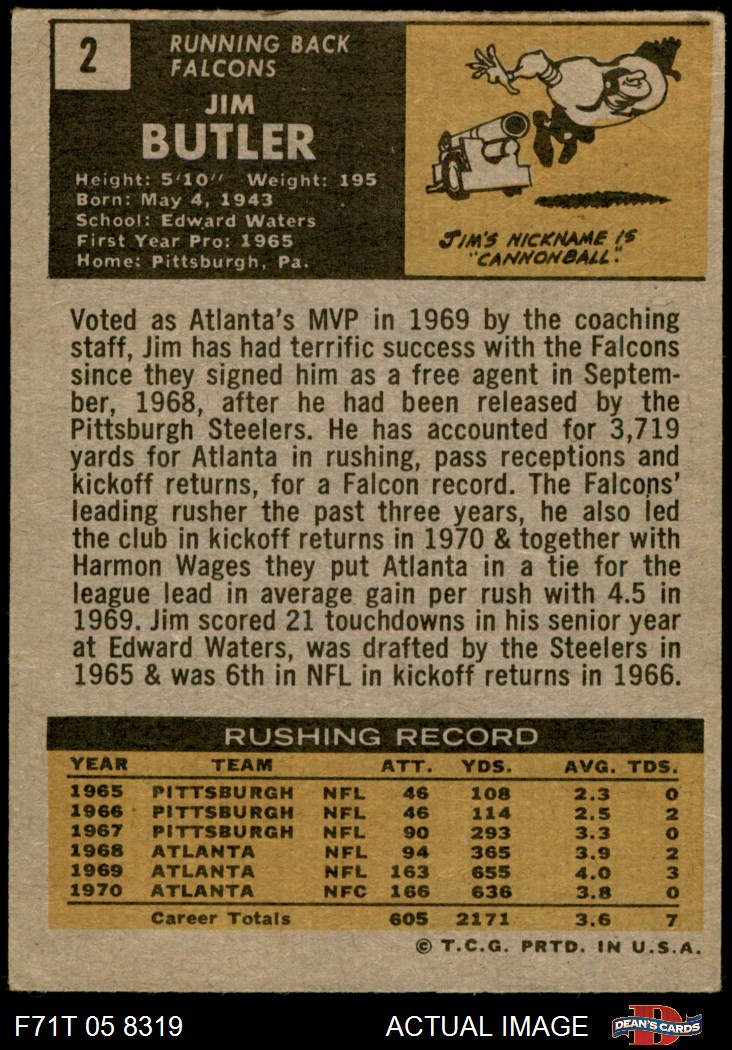 2
RUNNING BACK
FALCONS
JIM
BUTLER
Height: 5'10" Weight: 195
Born: May 4, 1943
School: Edward Waters
First Year Pro: 1965
Home: Pittsburgh, Pa.
JIM'S NICKNAME IS
"CANNONBALL".
Voted as Atlanta's MVP in 1969 by the coaching
staff, Jim has had terrific success with the Falcons
since they signed him as a free agent in Septem-
ber, 1968, after he had been released by the
Pittsburgh Steelers. He has accounted for 3,719
yards for Atlanta in rushing, pass receptions and
kickoff returns, for a Falcon record. The Falcons'
leading rusher the past three years, he also led
the club in kickoff returns in 1970 & together with
Harmon Wages they put Atlanta in a tie for the
league lead in average gain per rush with 4.5 in
1969. Jim scored 21 touchdowns in his senior year
at Edward Waters, was drafted by the Steelers in
1965 & was 6th in NFL in kickoff returns in 1966.
RUSHING RECORD
YEAR TEAM ATT. YDS. AVG. TDS.
1965 PITTSBURGH NFL 46 108 2.3 0
1966 PITTSBURGH NFL 46 114 2.5 2
1967 PITTSBURGH NFL 90 293 3.3 0
1968 ATLANTA NFL 94 365 3.9 2
1969 ATLANTA NFL 163 655 4.0 3
1970 ATLANTA NFC 166 636 3.8 0
Career Totals 605 2171 3.6 7
© T.C.G. PRTD. IN U.S.A.
F71T 05 8319 ACTUAL IMAGE
D
DEAN'S CARDS